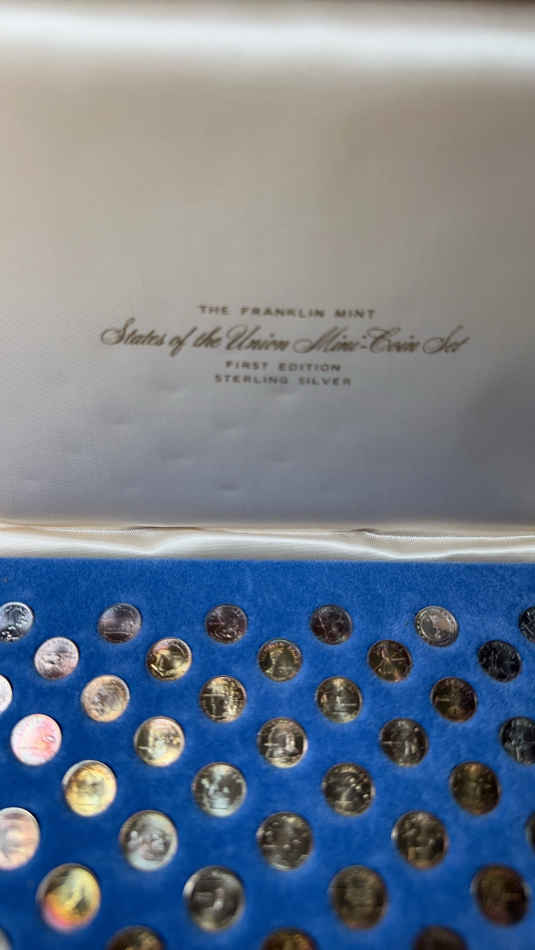 THE FRANKLIN MINT
States of the Union Mini-Coin Set
FIRST EDITION
STERLING SILVER